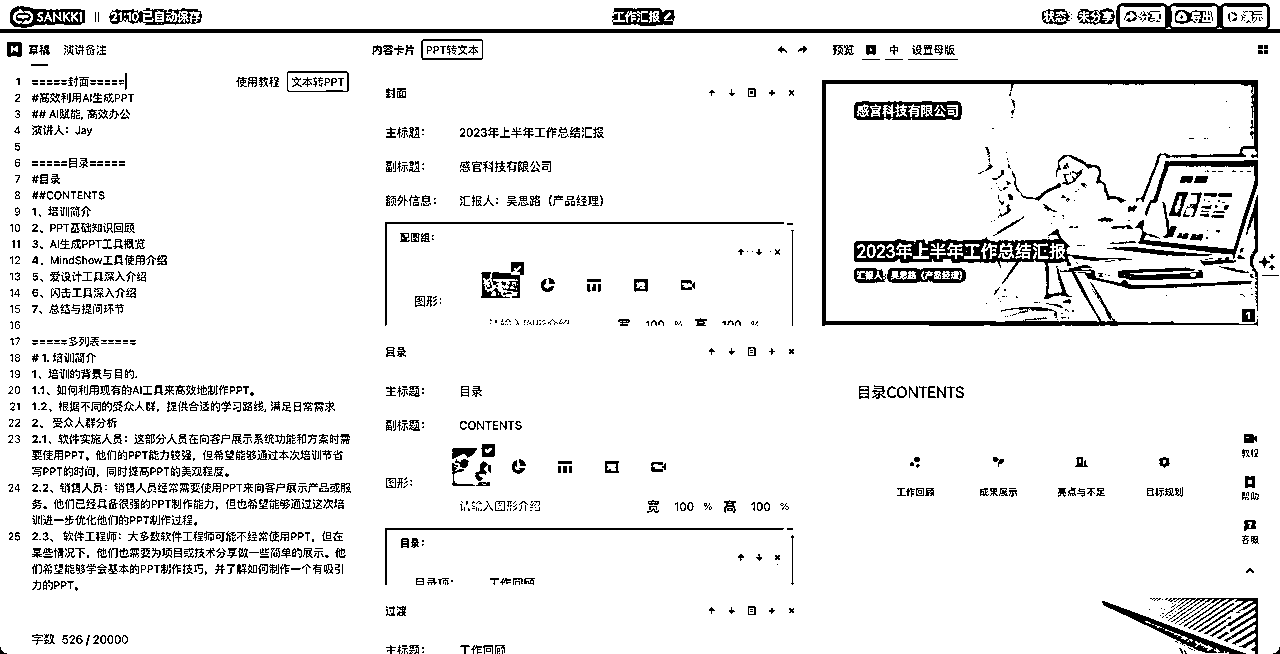 SANKKI || 21:10 已自动保存
工作汇报
状态: 未分享 分享 导出 演示
草稿 演讲备注
使用教程 文本转PPT
1 =====封面=====
2 #高效利用AI生成PPT
3 ## AI赋能, 高效办公
4 演讲人: Jay
5
6 =====目录=====
7 #目录
8 ##CONTENTS
9 1、培训简介
10 2、PPT基础知识回顾
11 3、AI生成PPT工具概览
12 4、MindShow工具使用介绍
13 5、爱设计工具深入介绍
14 6、闪击工具深入介绍
15 7、总结与提问环节
16
17 =====多列表=====
18 # 1. 培训简介
19 1、培训的背景与目的.
20 1.1、如何利用现有的AI工具来高效地制作PPT。
21 1.2、根据不同的受众人群，提供合适的学习路线, 满足日常需求
22 2、 受众人群分析
23 2.1、软件实施人员：这部分人员在向客户展示系统功能和方案时需
要使用PPT。他们的PPT能力较强，但希望能够通过本次培训节省
写PPT的时间，同时提高PPT的美观程度。
24 2.2、销售人员：销售人员经常需要使用PPT来向客户展示产品或服
务。他们已经具备很强的PPT制作能力，但也希望能够通过这次培
训进一步优化他们的PPT制作过程。
25 2.3、 软件工程师：大多数软件工程师可能不经常使用PPT，但在
某些情况下，他们也需要为项目或技术分享做一些简单的展示。他
们希望能够学会基本的PPT制作技巧，并了解如何制作一个有吸引
力的PPT。
字数 526 / 20000
内容卡片 PPT转文本
封面
主标题: 2023年上半年工作总结汇报
副标题: 感官科技有限公司
额外信息: 汇报人：吴思路（产品经理）
配图组:
图形:
请输入图形介绍 宽 100 % 高 100 %
目录
主标题: 目录
副标题: CONTENTS
图形:
请输入图形介绍 宽 100 % 高 100 %
目录:
目录项: 工作回顾
过渡
主标题: 工作回顾
预览 中 设置母版
感官科技有限公司
2023年上半年工作总结汇报
汇报人：吴思路（产品经理）
1
目录CONTENTS
工作回顾 成果展示 亮点与不足 目标规划
教程
帮助
客服